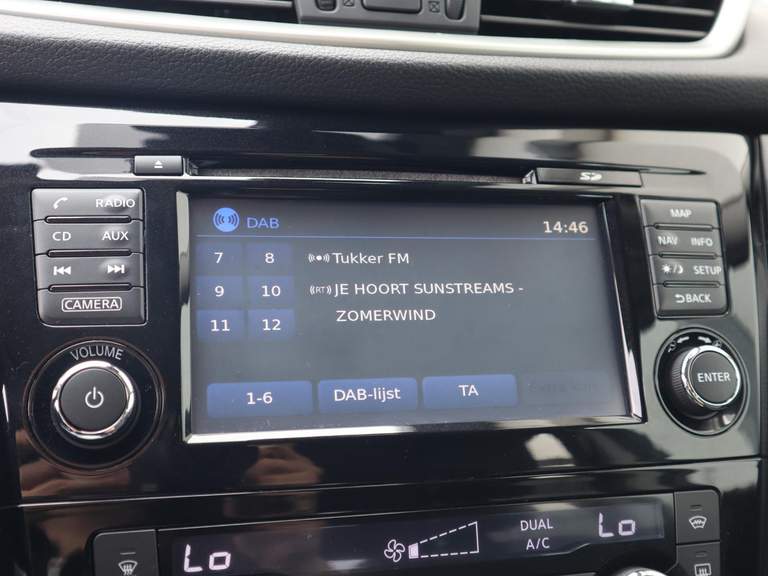 SD
RADIO
CD AUX
CAMERA
VOLUME
DAB 14:46
7 8 Tukker FM
9 10 (RT) JE HOORT SUNSTREAMS -
11 12 ZOMERWIND
1-6 DAB-lijst TA
MAP
NAV INFO
SETUP
BACK
ENTER
Lo DUAL Lo
A/C